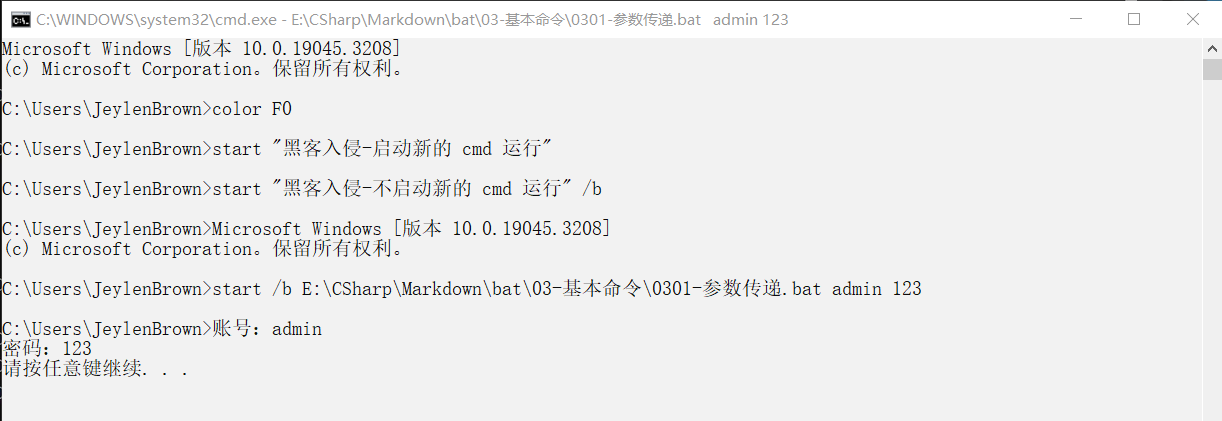 C:\WINDOWS\system32\cmd.exe - E:\CSharp\Markdown\bat\03-基本命令\0301-参数传递.bat  admin 123
Microsoft Windows [版本 10.0.19045.3208]
(c) Microsoft Corporation。保留所有权利。
C:\Users\JeylenBrown>color F0
C:\Users\JeylenBrown>start "黑客入侵-启动新的 cmd 运行"
C:\Users\JeylenBrown>start "黑客入侵-不启动新的 cmd 运行" /b
C:\Users\JeylenBrown>Microsoft Windows [版本 10.0.19045.3208]
(c) Microsoft Corporation。保留所有权利。
C:\Users\JeylenBrown>start /b E:\CSharp\Markdown\bat\03-基本命令\0301-参数传递.bat admin 123
C:\Users\JeylenBrown>账号：admin
密码：123
请按任意键继续. . .